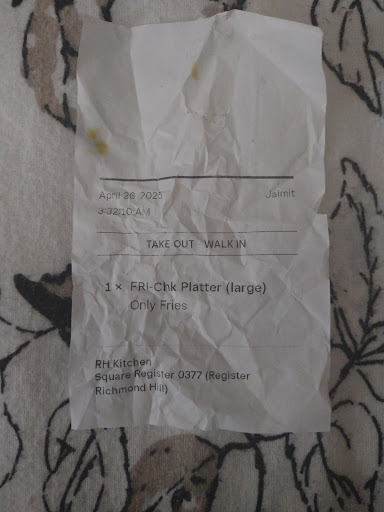 April 26 2025 Jaimit
3:32:10 AM
TAKE OUT - WALK IN
1 × FRI-Chk Platter (large)
Only Fries
RH Kitchen
Square Register 0377 (Register
Richmond Hill)